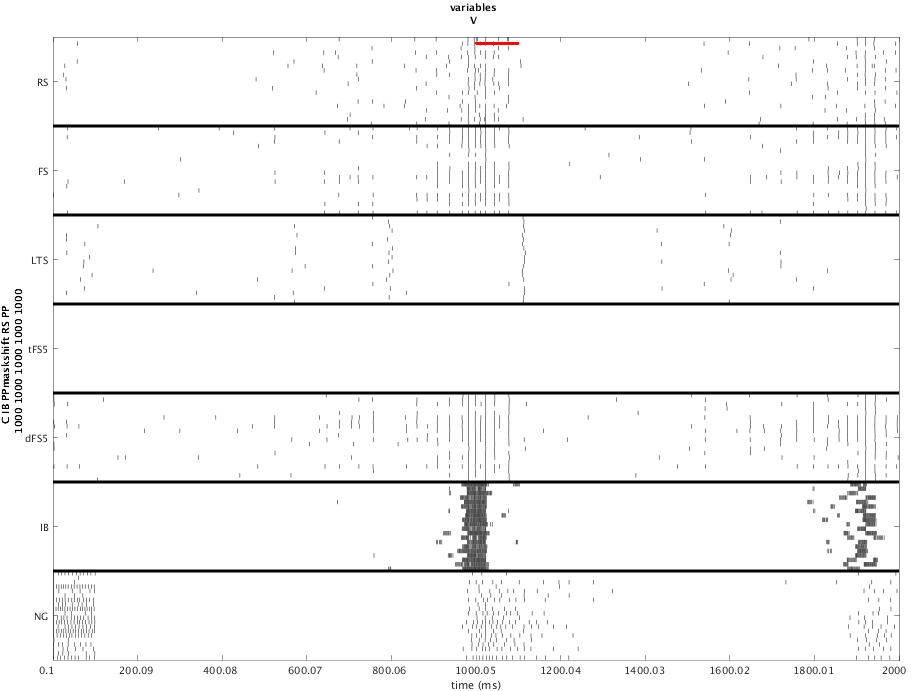 variables
V
RS
FS
LTS
tFS5
dFS5
IB
NG
C IB PPmaskshift RS PP
1000 1000 1000 1000 1000
0.1 200.09 400.08 600.07 800.06 1000.05 1200.04 1400.03 1600.02 1800.01 2000
time (ms)